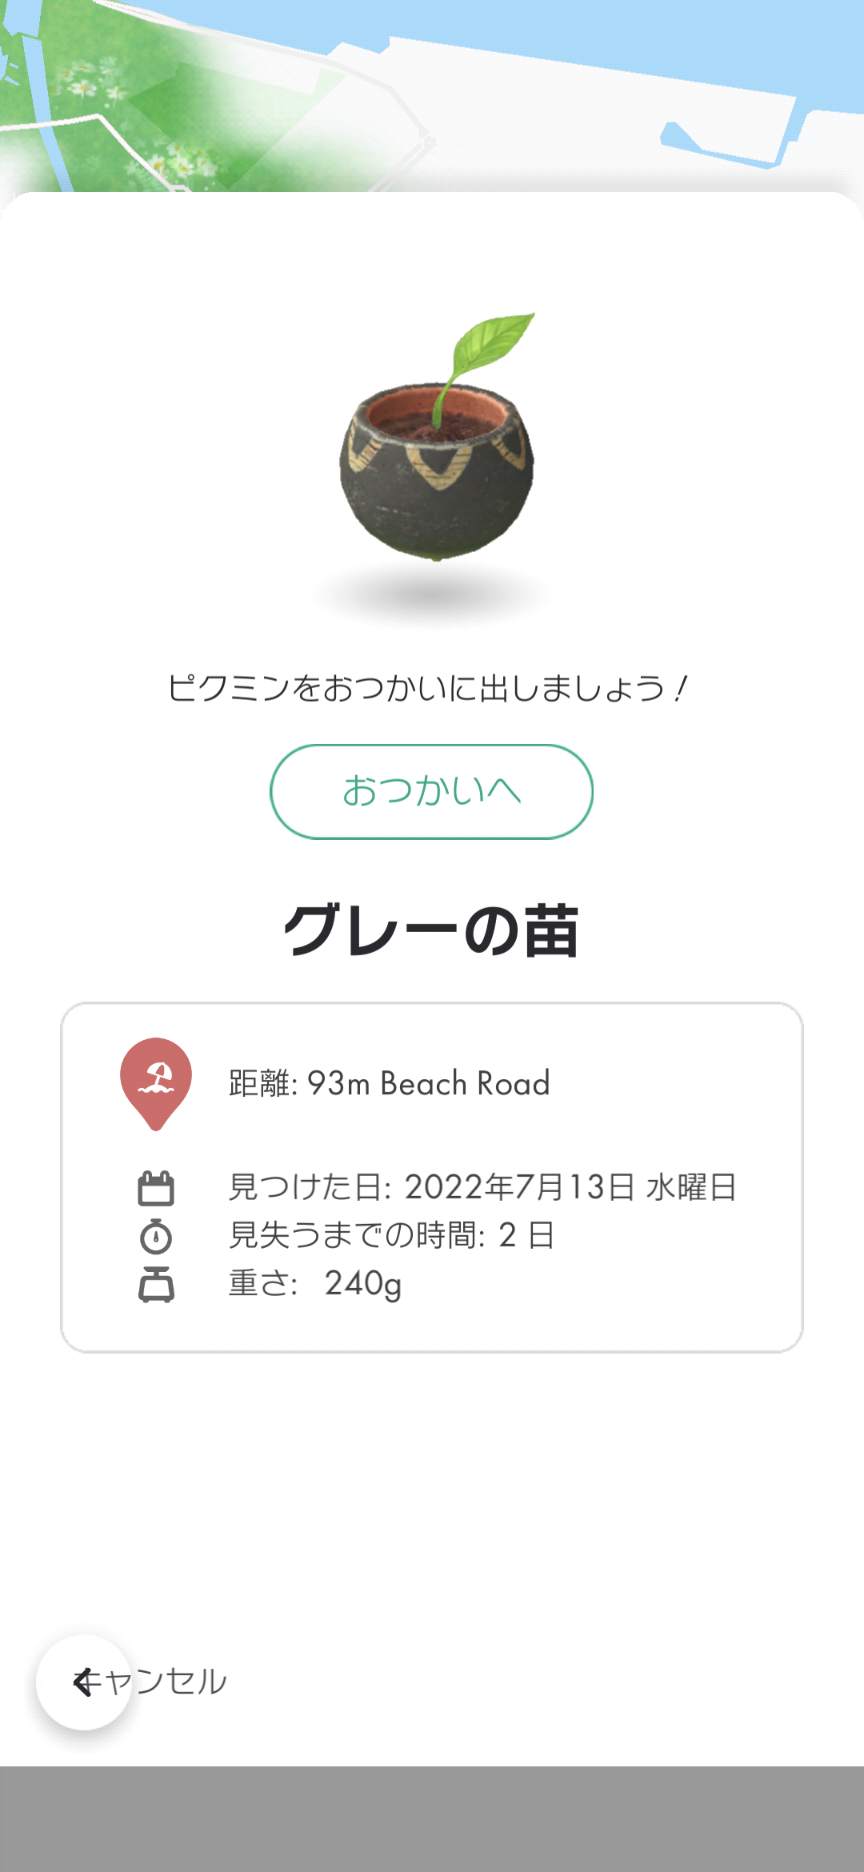 ピクミンをおつかいに出しましょう！
おつかいへ
グレーの苗
距離: 93m Beach Road
見つけた日: 2022年7月13日 水曜日
見失うまでの時間: 2 日
重さ: 240g
キャンセル